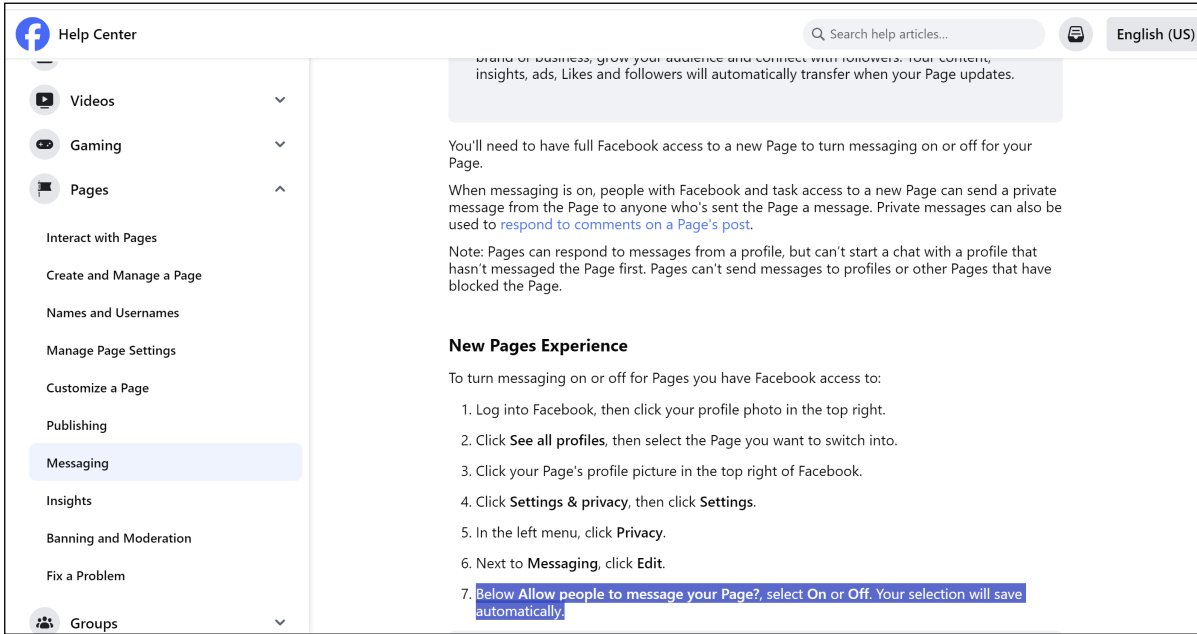 Help Center
Search help articles...
English (US)
Videos
Gaming
Pages
Interact with Pages
Create and Manage a Page
Names and Usernames
Manage Page Settings
Customize a Page
Publishing
Messaging
Insights
Banning and Moderation
Fix a Problem
Groups
brand or business, grow your audience and connect with followers. Your content,
insights, ads, Likes and followers will automatically transfer when your Page updates.
You'll need to have full Facebook access to a new Page to turn messaging on or off for your
Page.
When messaging is on, people with Facebook and task access to a new Page can send a private
message from the Page to anyone who's sent the Page a message. Private messages can also be
used to respond to comments on a Page's post.
Note: Pages can respond to messages from a profile, but can't start a chat with a profile that
hasn't messaged the Page first. Pages can't send messages to profiles or other Pages that have
blocked the Page.
New Pages Experience
To turn messaging on or off for Pages you have Facebook access to:
1. Log into Facebook, then click your profile photo in the top right.
2. Click See all profiles, then select the Page you want to switch into.
3. Click your Page's profile picture in the top right of Facebook.
4. Click Settings & privacy, then click Settings.
5. In the left menu, click Privacy.
6. Next to Messaging, click Edit.
7. Below Allow people to message your Page?, select On or Off. Your selection will save
automatically.